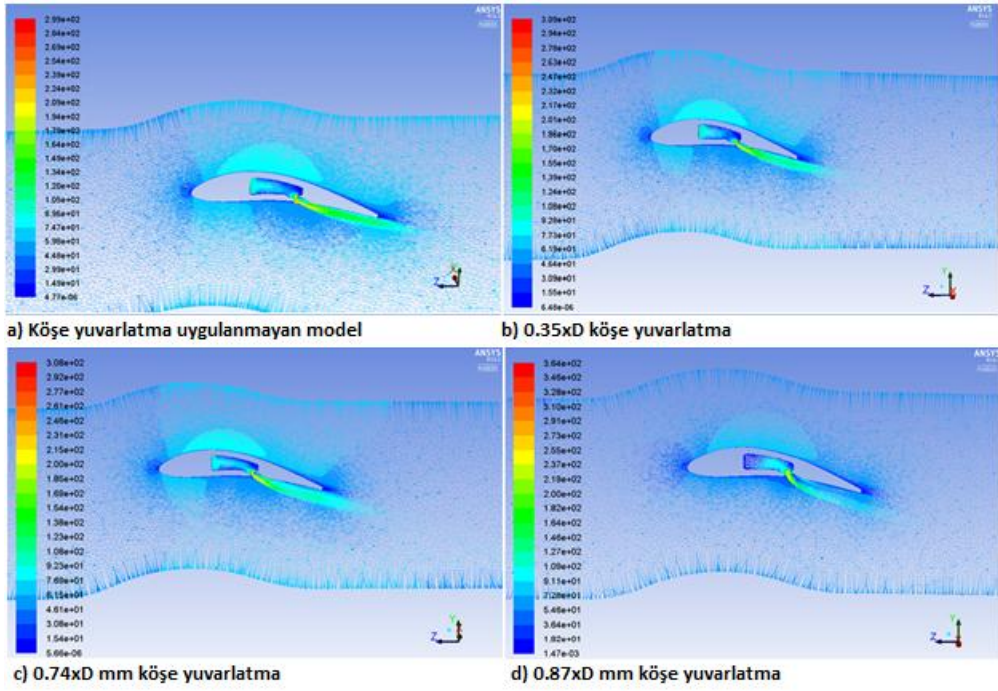 ANSYS
2.99e+02
2.84e+02
2.69e+02
2.54e+02
2.39e+02
2.24e+02
2.09e+02
1.94e+02
1.79e+02
1.64e+02
1.49e+02
1.34e+02
1.20e+02
1.05e+02
8.96e+01
7.47e+01
5.98e+01
4.48e+01
2.99e+01
1.49e+01
4.77e-06
Z
Y
a) Köşe yuvarlatma uygulanmayan model
ANSYS
3.09e+02
2.94e+02
2.78e+02
2.63e+02
2.47e+02
2.32e+02
2.17e+02
2.01e+02
1.86e+02
1.70e+02
1.55e+02
1.39e+02
1.24e+02
1.08e+02
9.28e+01
7.73e+01
6.19e+01
4.64e+01
3.09e+01
1.55e+01
6.48e-06
Y
Z
b) 0.35xD köşe yuvarlatma
ANSYS
3.08e+02
2.92e+02
2.77e+02
2.61e+02
2.46e+02
2.31e+02
2.15e+02
2.00e+02
1.85e+02
1.69e+02
1.54e+02
1.38e+02
1.23e+02
1.08e+02
9.23e+01
7.69e+01
6.15e+01
4.61e+01
3.08e+01
1.54e+01
5.66e-06
Y
Z
c) 0.74xD mm köşe yuvarlatma
ANSYS
3.64e+02
3.46e+02
3.28e+02
3.10e+02
2.91e+02
2.73e+02
2.55e+02
2.37e+02
2.19e+02
2.00e+02
1.82e+02
1.64e+02
1.46e+02
1.28e+02
1.09e+02
9.11e+01
7.28e+01
5.46e+01
3.64e+01
1.82e+01
1.47e-03
Y
Z
d) 0.87xD mm köşe yuvarlatma